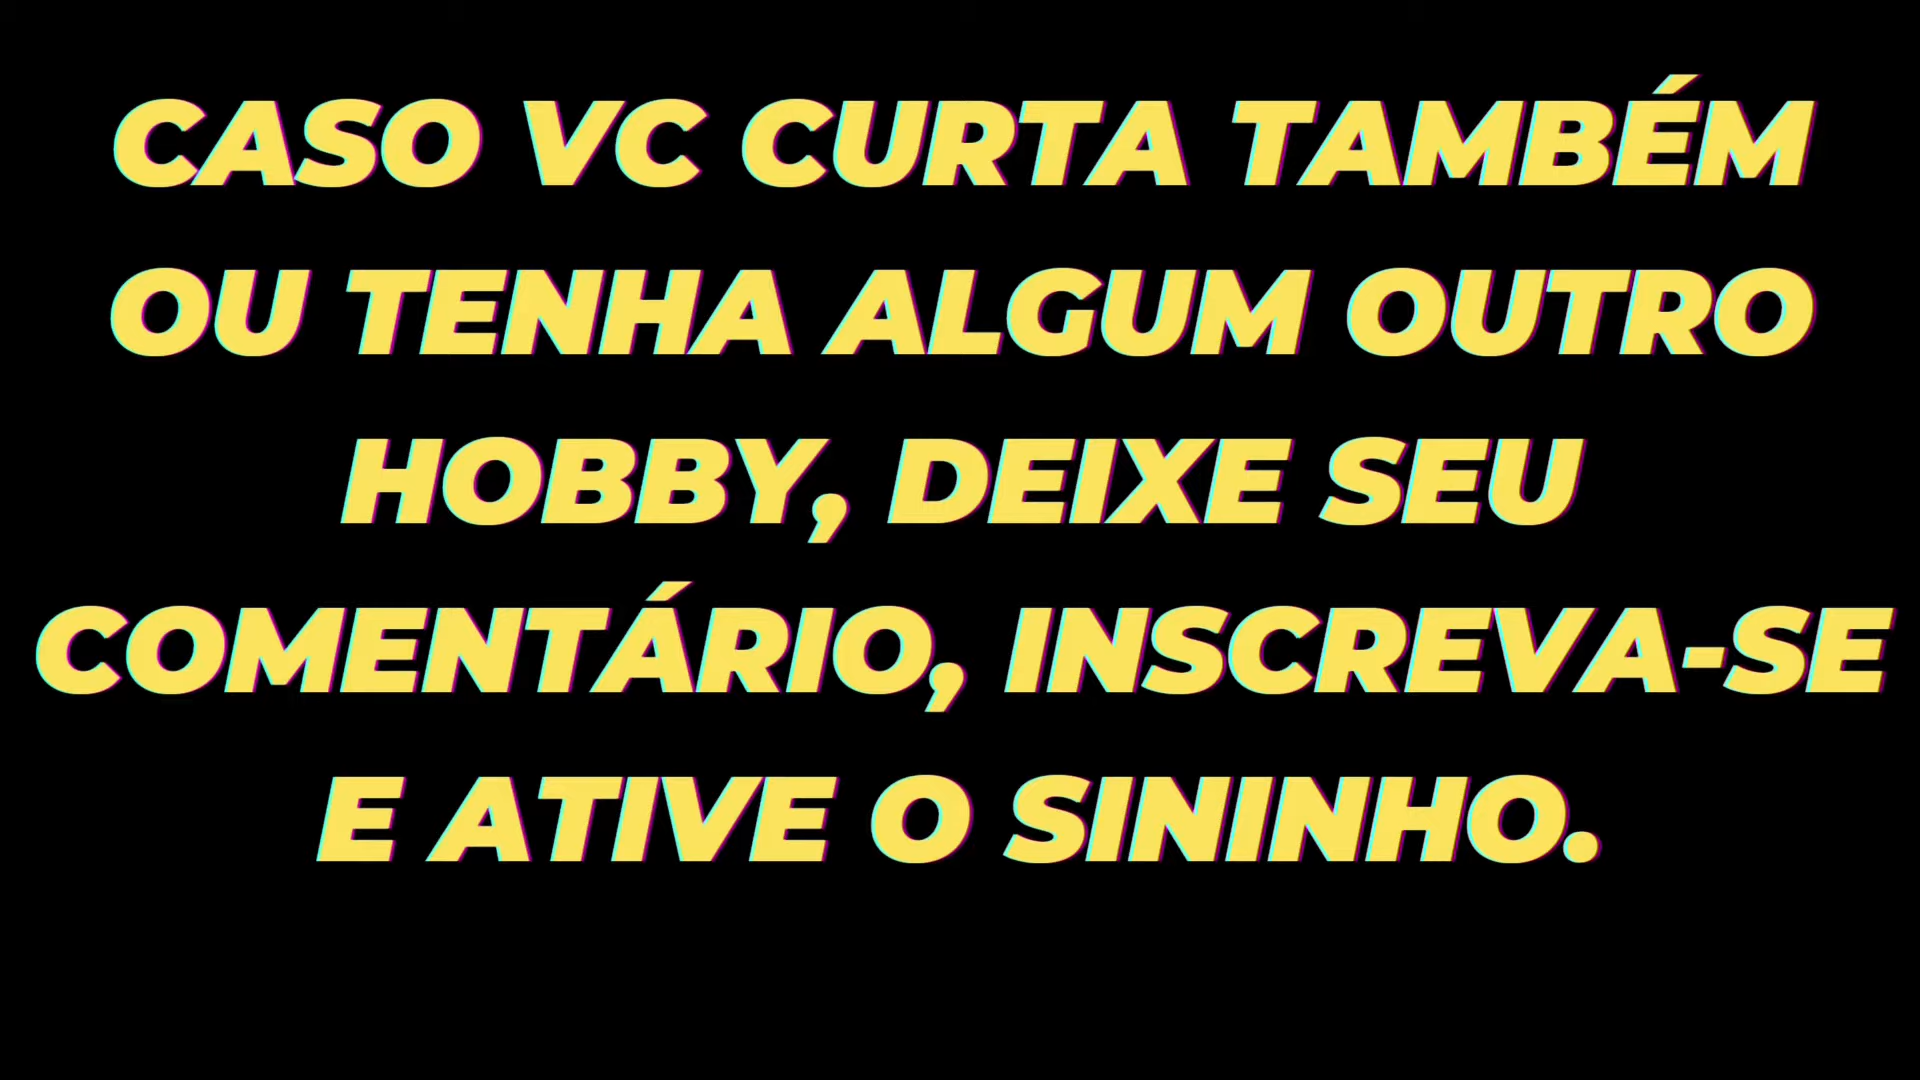 CASO VC CURTA TAMBÉM
OU TENHA ALGUM OUTRO
HOBBY, DEIXE SEU
COMENTÁRIO, INSCREVA-SE
E ATIVE O SININHO.